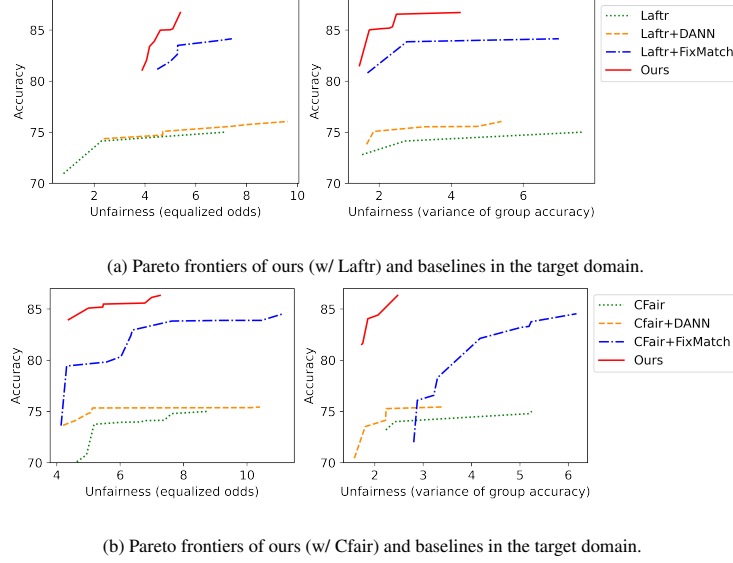 85
80
75
70
Accuracy
2 4 6 8 10
Unfairness (equalized odds)
85
80
75
70
Accuracy
2 4 6
Unfairness (variance of group accuracy)
Laftr
Laftr+DANN
Laftr+FixMatch
Ours
(a) Pareto frontiers of ours (w/ Laftr) and baselines in the target domain.
85
80
75
70
Accuracy
4 6 8 10
Unfairness (equalized odds)
85
80
75
70
Accuracy
2 3 4 5 6
Unfairness (variance of group accuracy)
CFair
Cfair+DANN
CFair+FixMatch
Ours
(b) Pareto frontiers of ours (w/ Cfair) and baselines in the target domain.